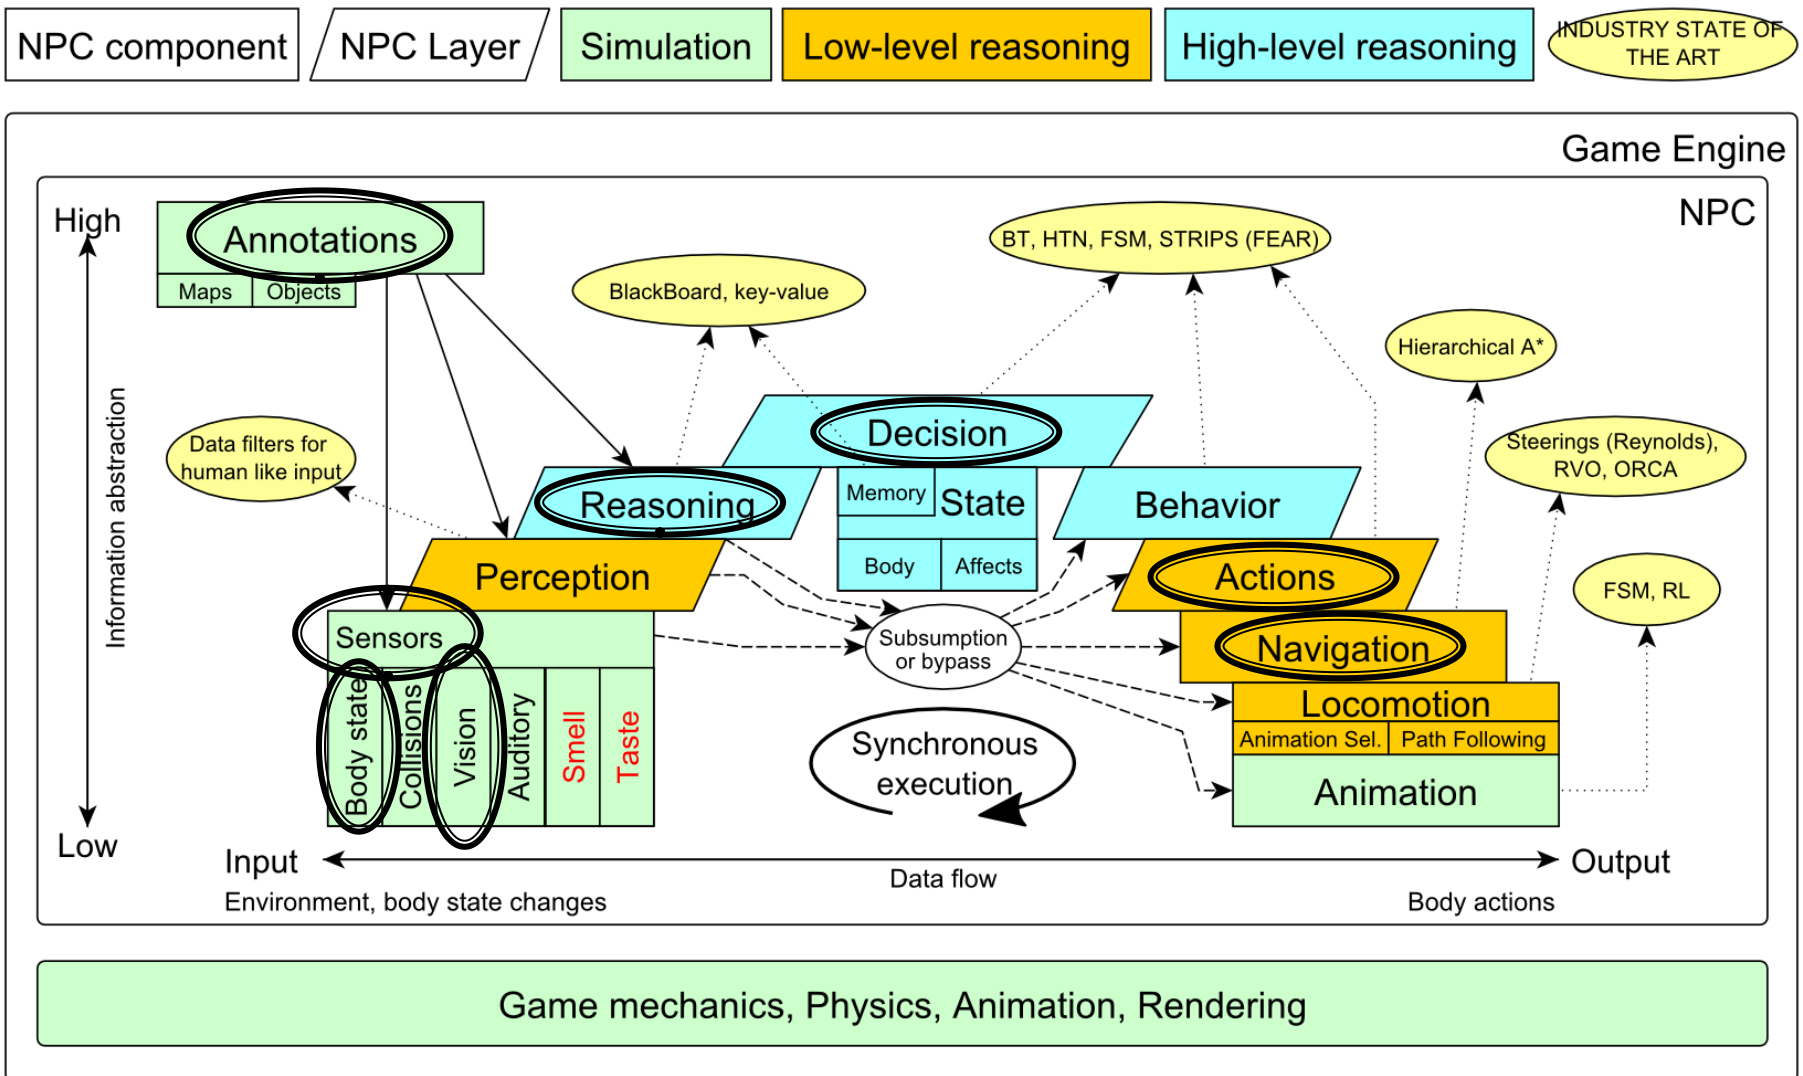 NPC component
NPC Layer
Simulation
Low-level reasoning
High-level reasoning
INDUSTRY STATE OF
THE ART
Game Engine
NPC
High
Annotations
Maps
Objects
BlackBoard, key-value
BT, HTN, FSM, STRIPS (FEAR)
Hierarchical A*
Information abstraction
Data filters for
human like input
Decision
Steerings (Reynolds),
RVO, ORCA
Reasoning
Memory
State
Behavior
Perception
Body
Affects
Actions
FSM, RL
Sensors
Subsumption
or bypass
Navigation
Body state
Collisions
Vision
Auditory
Smell
Taste
Locomotion
Animation Sel.
Path Following
Synchronous
execution
Animation
Low
Input
Data flow
Output
Environment, body state changes
Body actions
Game mechanics, Physics, Animation, Rendering